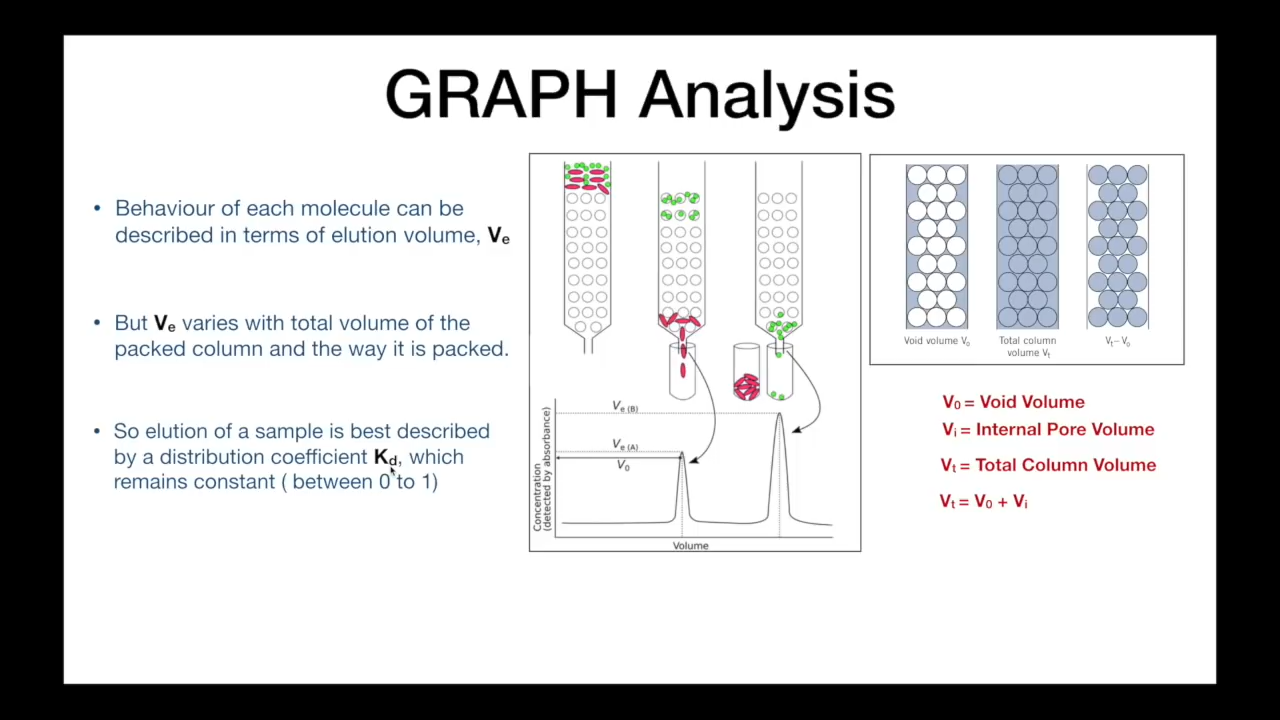 GRAPH Analysis
• Behaviour of each molecule can be
described in terms of elution volume, Ve
• But Ve varies with total volume of the
packed column and the way it is packed.
• So elution of a sample is best described
by a distribution coefficient Kd, which
remains constant ( between 0 to 1)
Ve (B)
Ve (A)
V0
Concentration
(detected by absorbance)
Volume
Void volume V0
Total column
volume Vt
Vt – V0
V0 = Void Volume
Vi = Internal Pore Volume
Vt = Total Column Volume
Vt = V0 + Vi